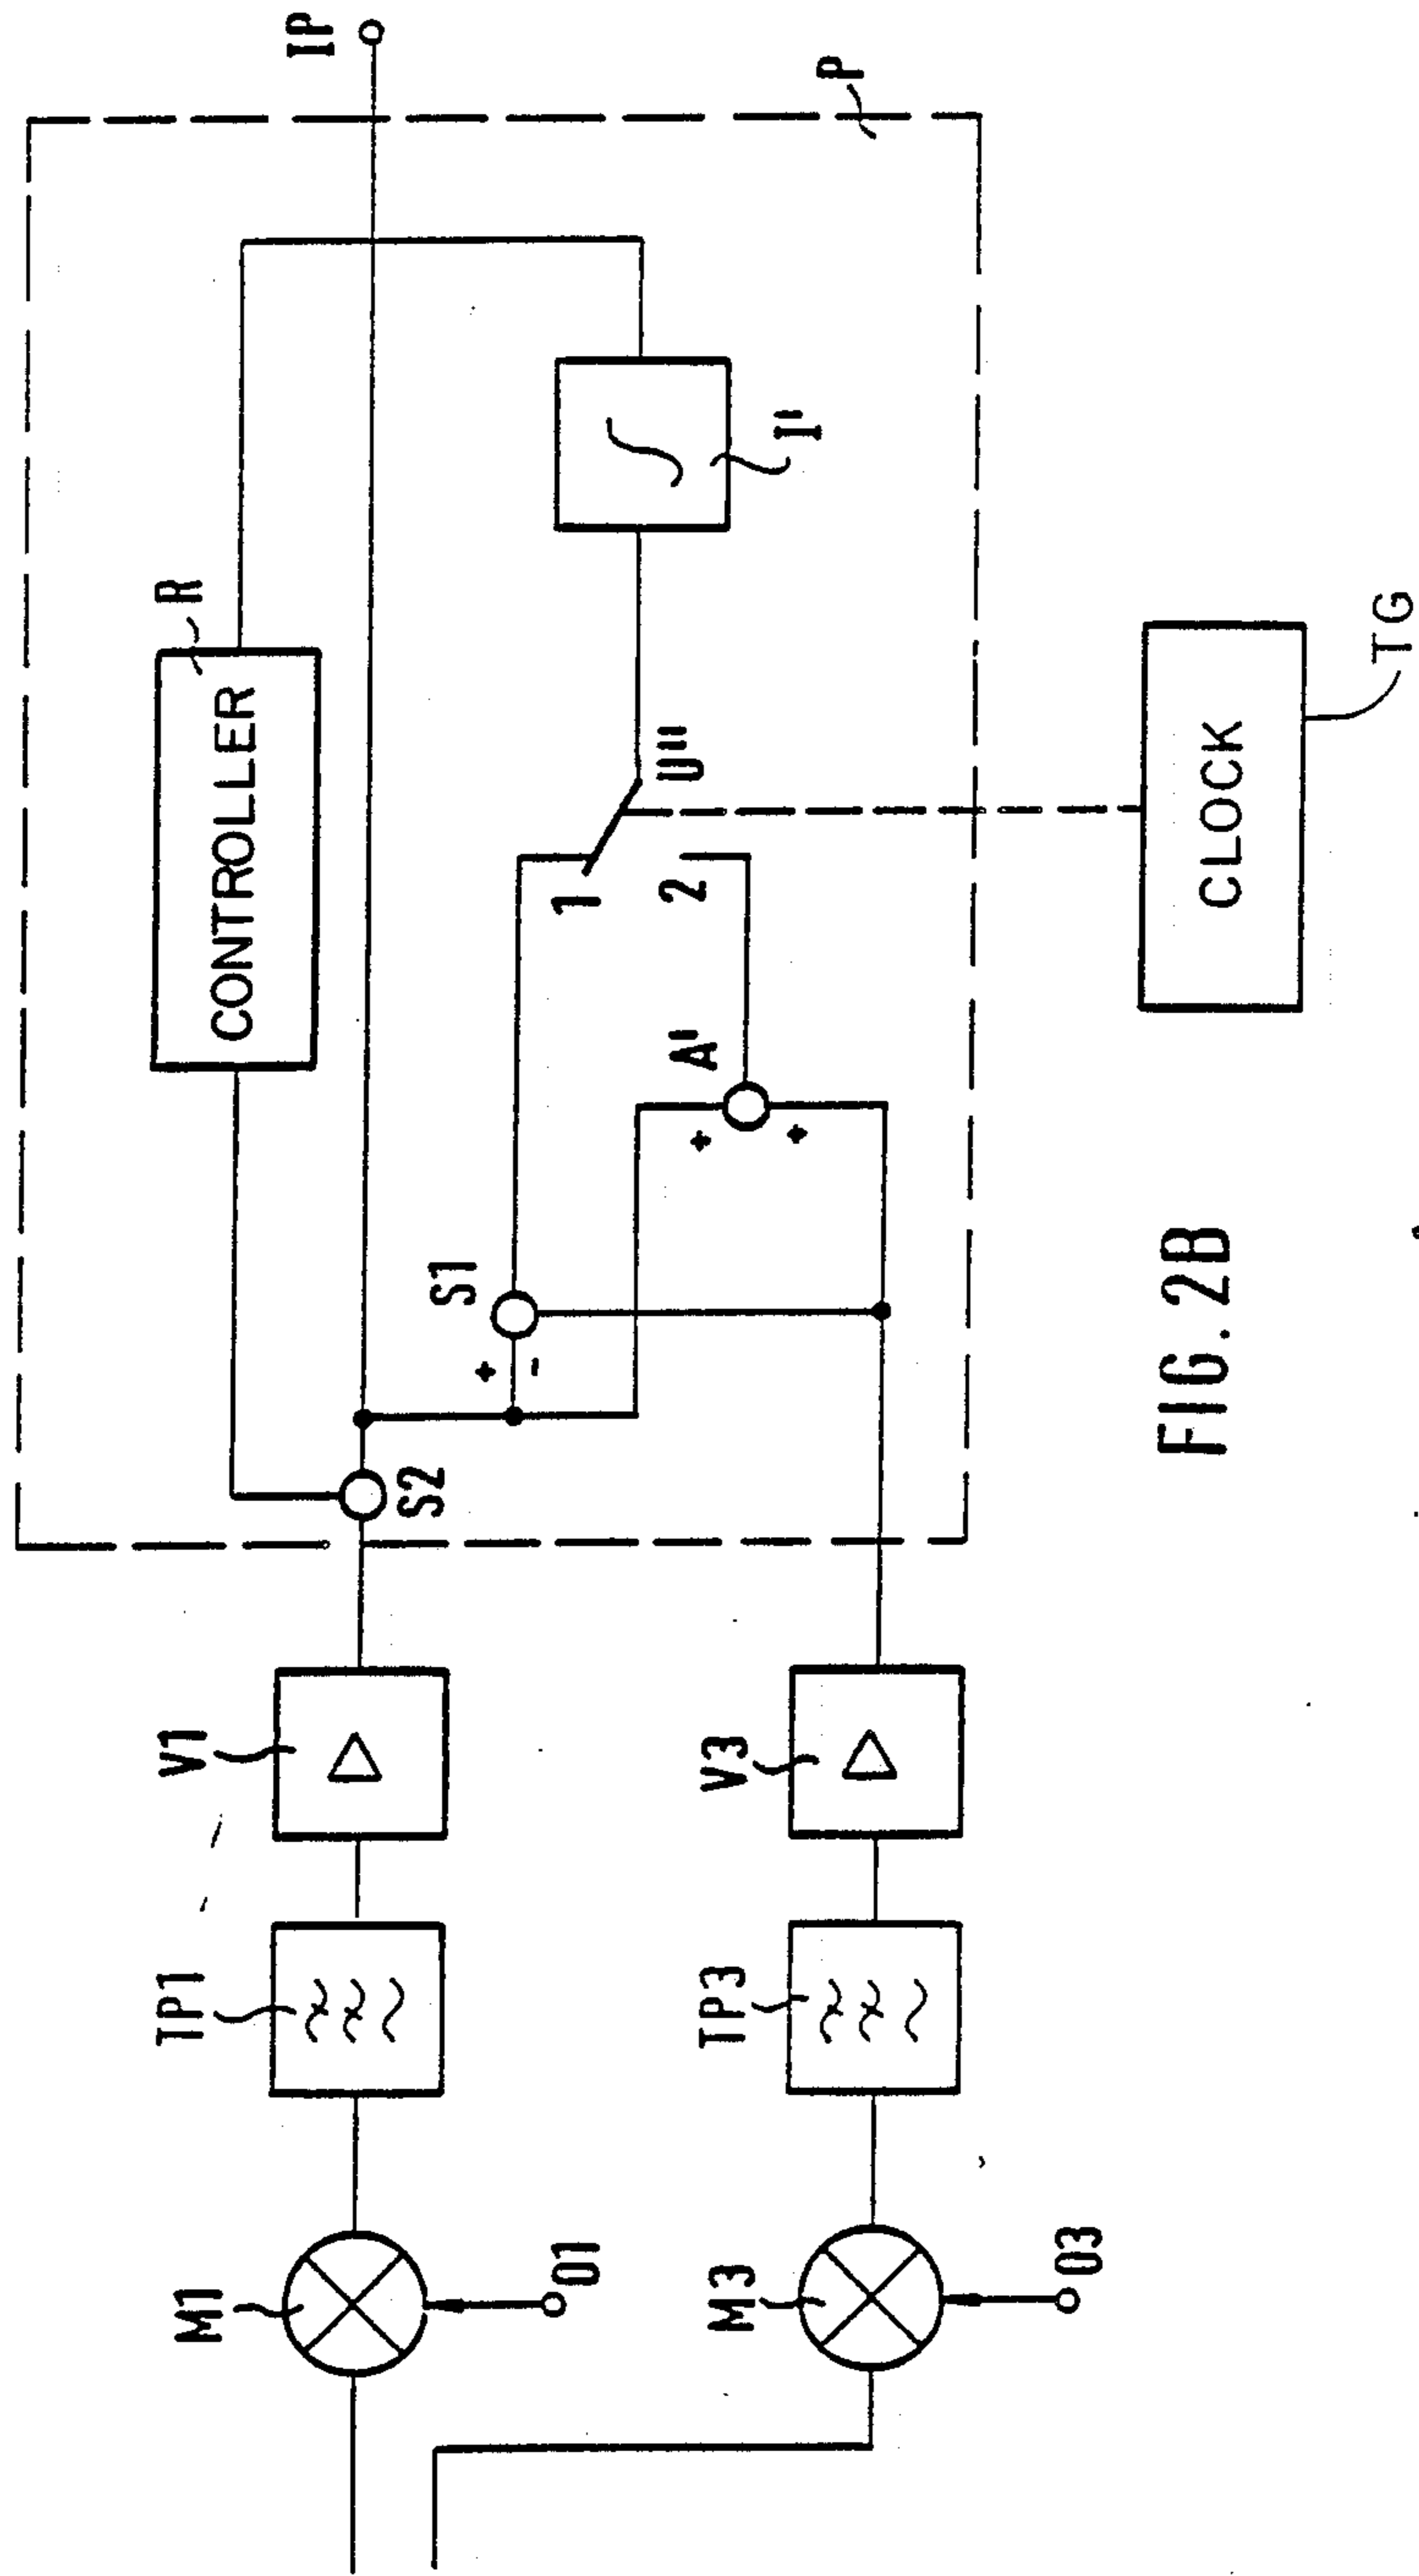 IP
P
R
CONTROLLER
I'
U"
1
2
A'
+
+
S1
+
-
S2
CLOCK
TG
V1
V3
TP1
TP3
M1
M3
01
03
FIG. 2B